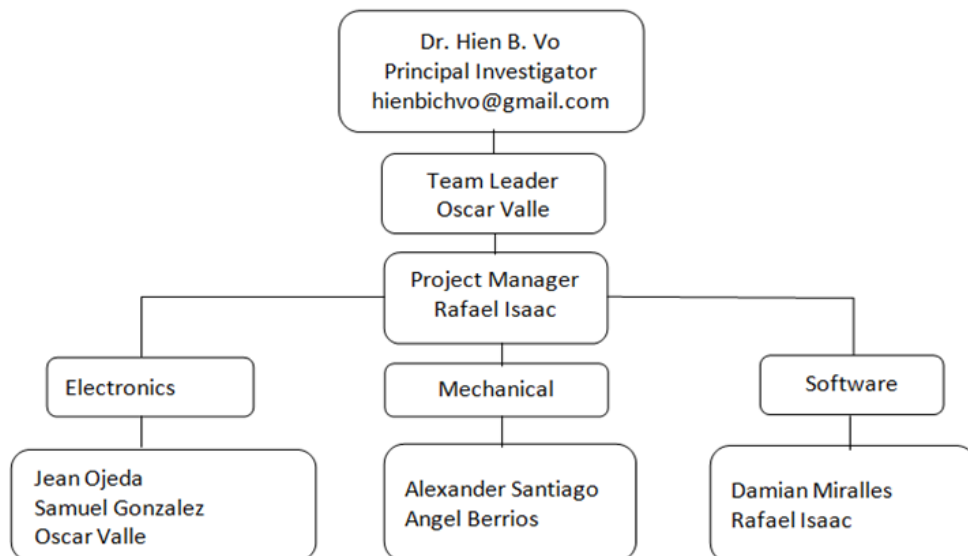 Dr. Hien B. Vo
Principal Investigator
hienbichvo@gmail.com
Team Leader
Oscar Valle
Project Manager
Rafael Isaac
Electronics
Mechanical
Software
Jean Ojeda
Samuel Gonzalez
Oscar Valle
Alexander Santiago
Angel Berrios
Damian Miralles
Rafael Isaac